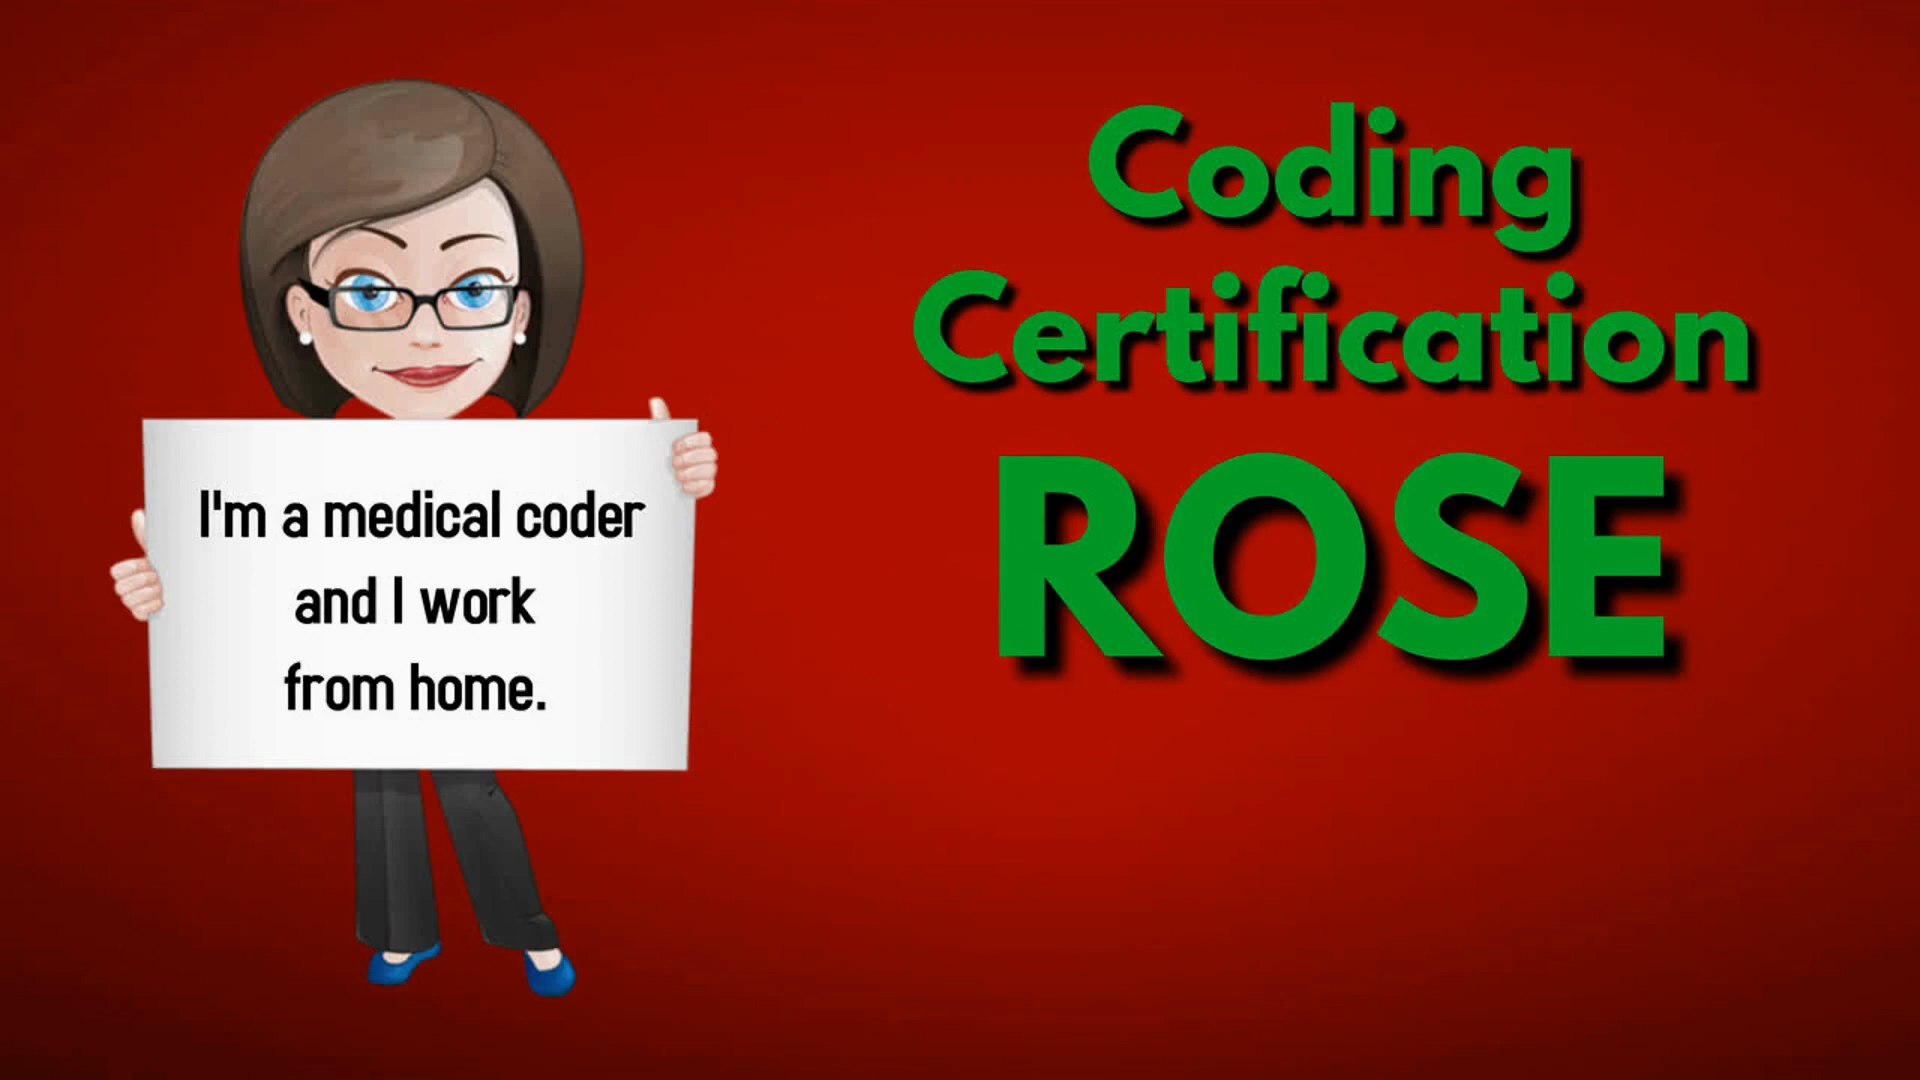 I'm a medical coder
and I work
from home.
Coding
Certification
ROSE